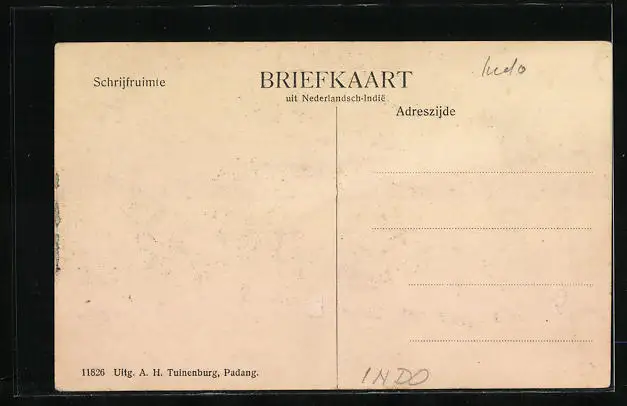 Schrijfruimte
BRIEFKAART
uit Nederlandsch-Indië
Indo
Adreszijde
11826 Uitg. A. H. Tuinenburg, Padang.
INDO